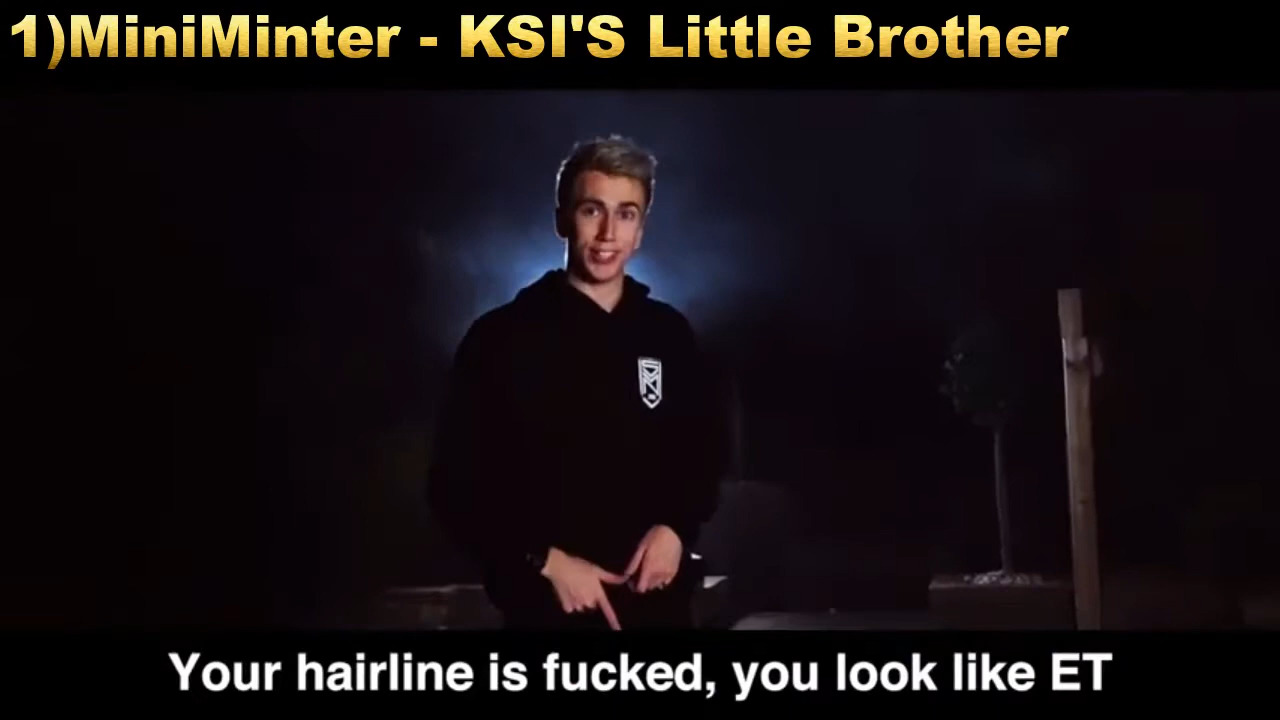 1)MiniMinter - KSI'S Little Brother
Your hairline is fucked, you look like ET